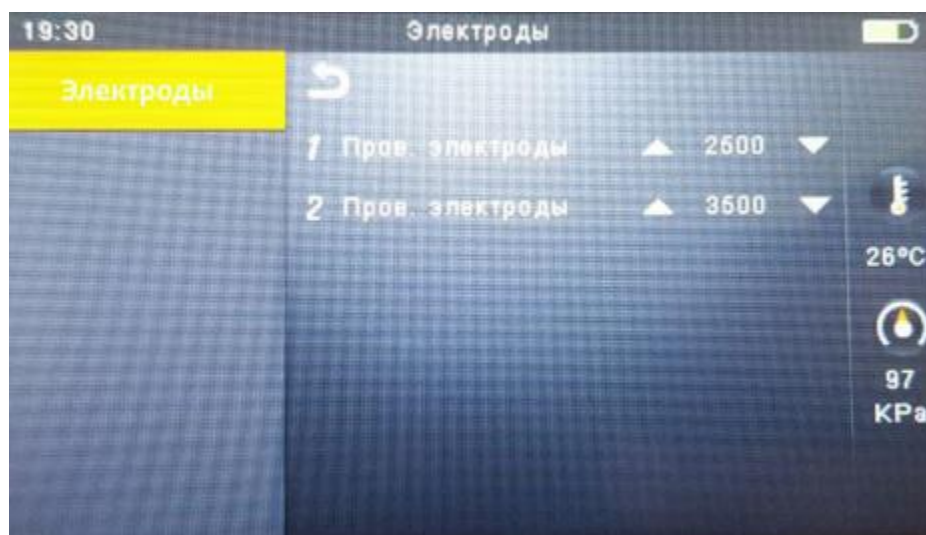 19:30 Электроды
Электроды
1 Пров. электроды 2500
2 Пров. электроды 3500
26°C
97
KPa